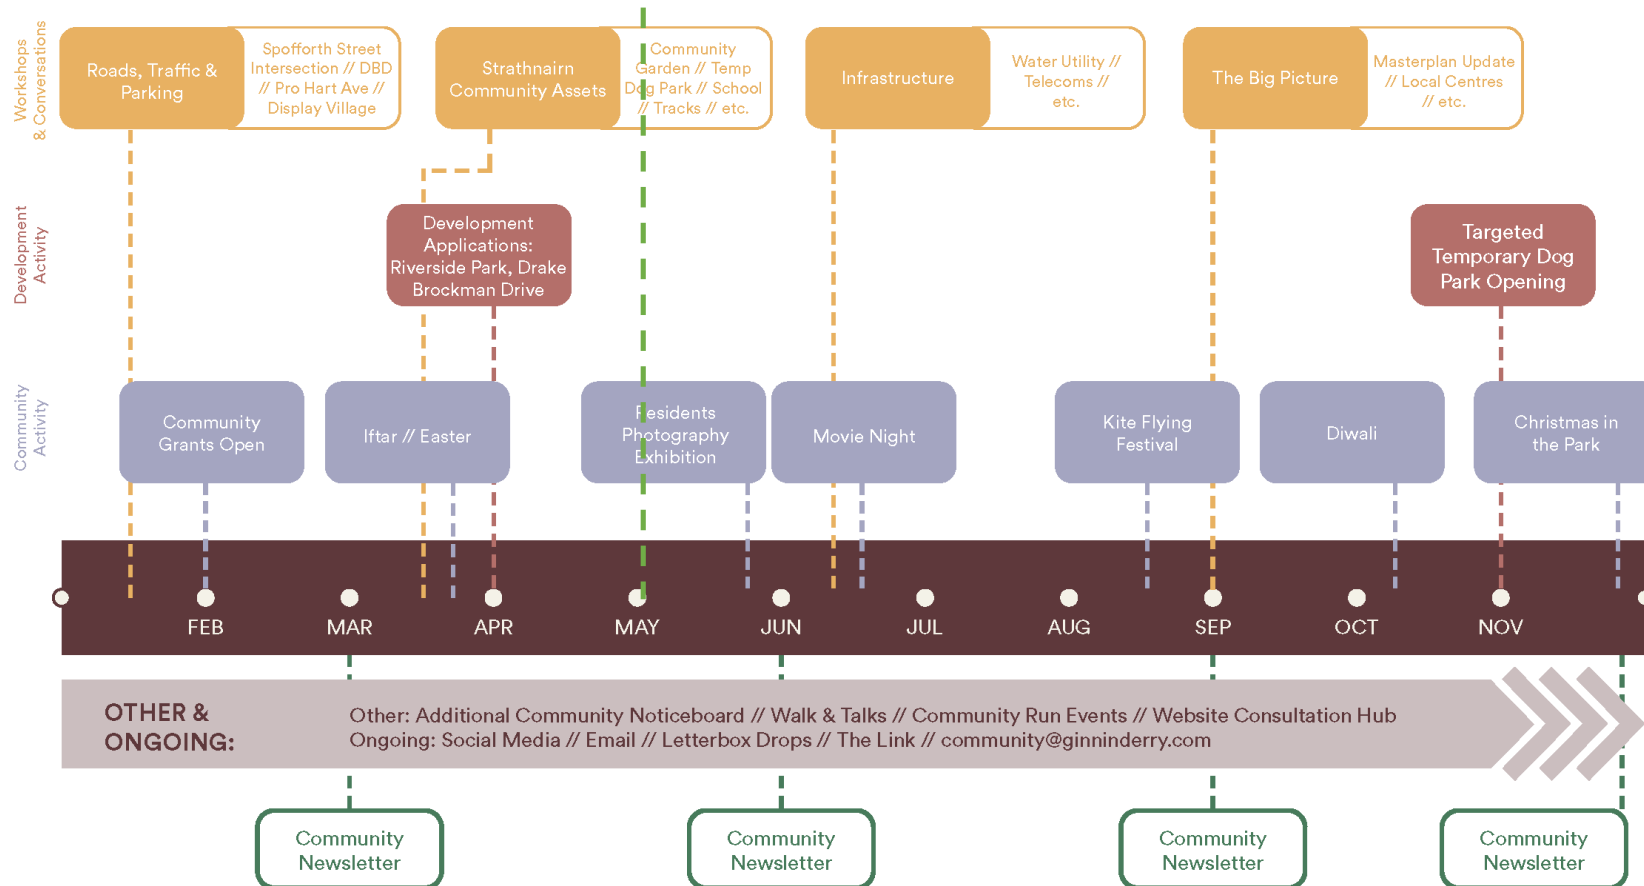 Workshops
& Conversations
Roads, Traffic &
Parking
Spofforth Street
Intersection // DBD
// Pro Hart Ave //
Display Village
Strathnairn
Community Assets
Community
Garden // Temp
Dog Park // School
// Tracks // etc.
Infrastructure
Water Utility //
Telecoms //
etc.
The Big Picture
Masterplan Update
// Local Centres
// etc.
Development
Activity
Development
Applications:
Riverside Park, Drake
Brockman Drive
Targeted
Temporary Dog
Park Opening
Community
Activity
Community
Grants Open
Iftar // Easter
Residents
Photography
Exhibition
Movie Night
Kite Flying
Festival
Diwali
Christmas in
the Park
FEB
MAR
APR
MAY
JUN
JUL
AUG
SEP
OCT
NOV
OTHER &
ONGOING:
Other: Additional Community Noticeboard // Walk & Talks // Community Run Events // Website Consultation Hub
Ongoing: Social Media // Email // Letterbox Drops // The Link // community@ginninderry.com
Community
Newsletter
Community
Newsletter
Community
Newsletter
Community
Newsletter